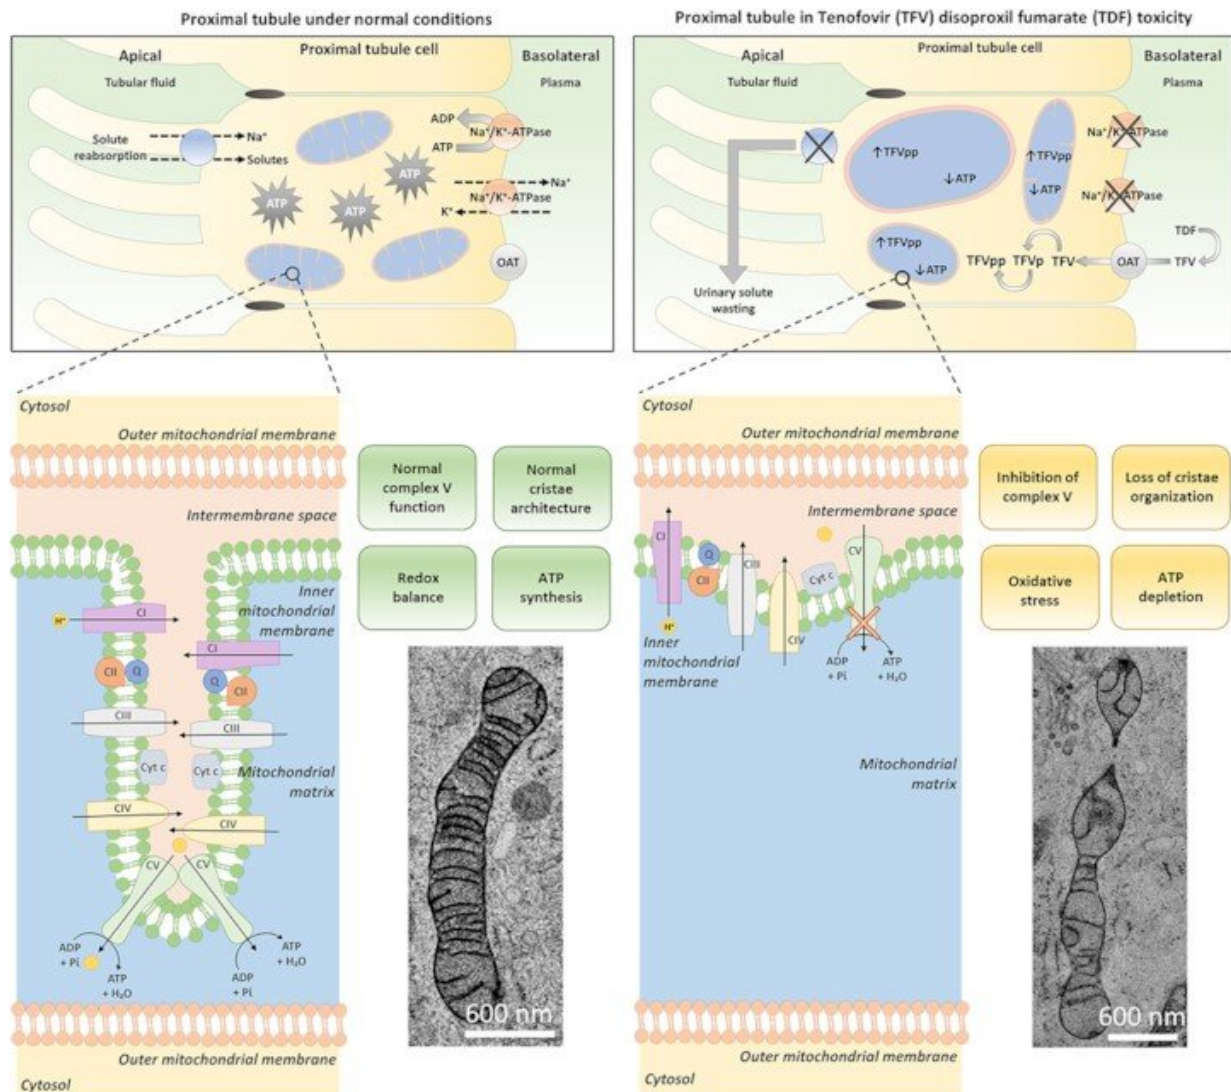 Proximal tubule under normal conditions
Apical
Proximal tubule cell
Basolateral
Tubular fluid
Plasma
Solute
reabsorption
Na⁺
Solutes
ADP
ATP
Na⁺/K⁺-ATPase
ATP
ATP
ATP
Na⁺
Na⁺/K⁺-ATPase
K⁺
OAT
Proximal tubule in Tenofovir (TFV) disoproxil fumarate (TDF) toxicity
Apical
Proximal tubule cell
Basolateral
Tubular fluid
Plasma
↑TFVpp
↓ATP
↑TFVpp
↓ATP
Na⁺/K⁺-ATPase
Na⁺/K⁺-ATPase
↑TFVpp
↓ATP
TFVpp
TFVp
TFV
OAT
TDF
TFV
Urinary solute
wasting
Cytosol
Outer mitochondrial membrane
Intermembrane space
Inner
mitochondrial
membrane
H⁺
CI
CI
CII
Q
Q
CII
CIII
CIII
Cyt c
Cyt c
Mitochondrial
matrix
CIV
CIV
CV
CV
ADP
+ Pi
ATP
+ H₂O
ADP
+ Pi
ATP
+ H₂O
Outer mitochondrial membrane
Cytosol
Normal
complex V
function
Normal
cristae
architecture
Redox
balance
ATP
synthesis
600 nm
Cytosol
Outer mitochondrial membrane
Intermembrane space
CI
Q
CII
CIII
CIV
Cyt c
CV
H⁺
Inner
mitochondrial
membrane
ADP
+ Pi
ATP
+ H₂O
Mitochondrial
matrix
Outer mitochondrial membrane
Cytosol
Inhibition of
complex V
Loss of cristae
organization
Oxidative
stress
ATP
depletion
600 nm